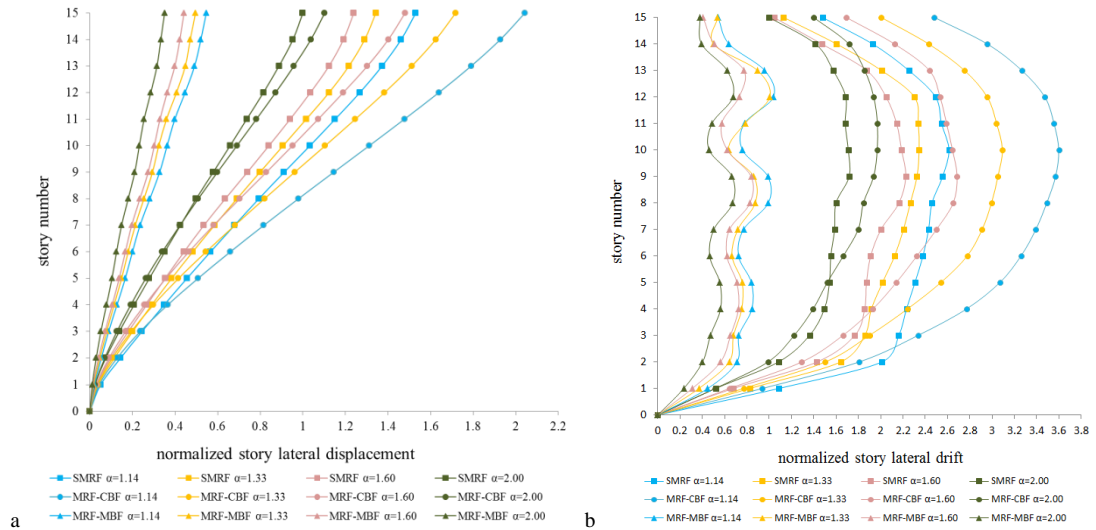 story number
15
14
13
12
11
10
9
8
7
6
5
4
3
2
1
0
0 0.2 0.4 0.6 0.8 1 1.2 1.4 1.6 1.8 2 2.2
normalized story lateral displacement
SMRF α=1.14 SMRF α=1.33 SMRF α=1.60 SMRF α=2.00
MRF-CBF α=1.14 MRF-CBF α=1.33 MRF-CBF α=1.60 MRF-CBF α=2.00
MRF-MBF α=1.14 MRF-MBF α=1.33 MRF-MBF α=1.60 MRF-MBF α=2.00
a
story number
15
14
13
12
11
10
9
8
7
6
5
4
3
2
1
0
0 0.2 0.4 0.6 0.8 1 1.2 1.4 1.6 1.8 2 2.2 2.4 2.6 2.8 3 3.2 3.4 3.6 3.8
normalized story lateral drift
SMRF α=1.14 SMRF α=1.33 SMRF α=1.60 SMRF α=2.00
MRF-CBF α=1.14 MRF-CBF α=1.33 MRF-CBF α=1.60 MRF-CBF α=2.00
MRF-MBF α=1.14 MRF-MBF α=1.33 MRF-MBF α=1.60 MRF-MBF α=2.00
b